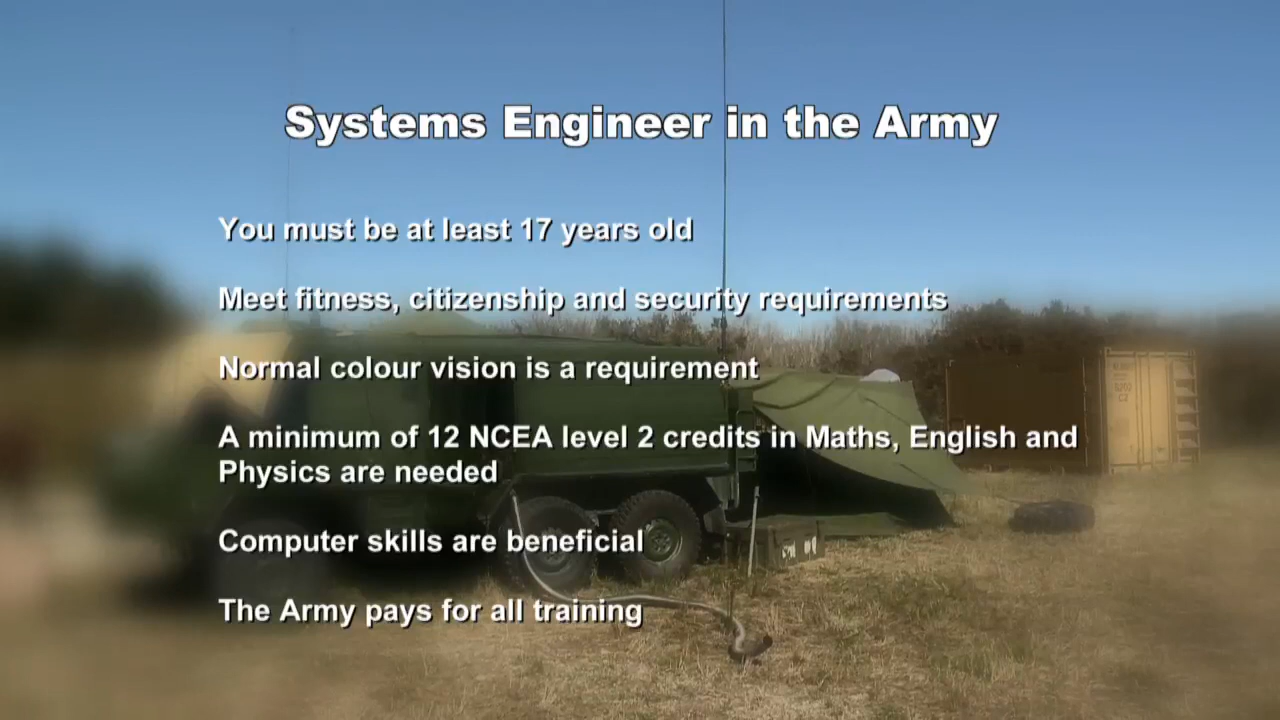 Systems Engineer in the Army
You must be at least 17 years old
Meet fitness, citizenship and security requirements
Normal colour vision is a requirement
A minimum of 12 NCEA level 2 credits in Maths, English and
Physics are needed
Computer skills are beneficial
The Army pays for all training